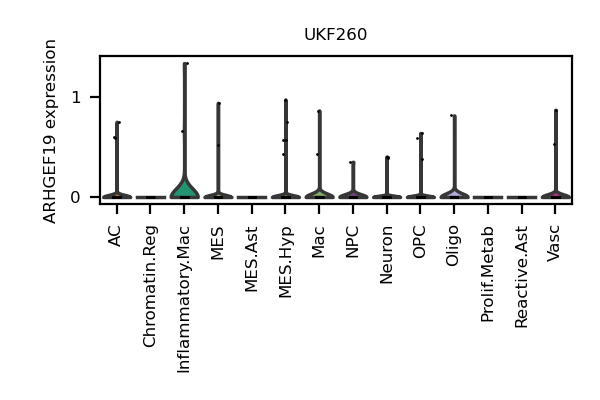 UKF260
ARHGEF19 expression
1
0
AC
Chromatin.Reg
Inflammatory.Mac
MES
MES.Ast
MES.Hyp
Mac
NPC
Neuron
OPC
Oligo
Prolif.Metab
Reactive.Ast
Vasc